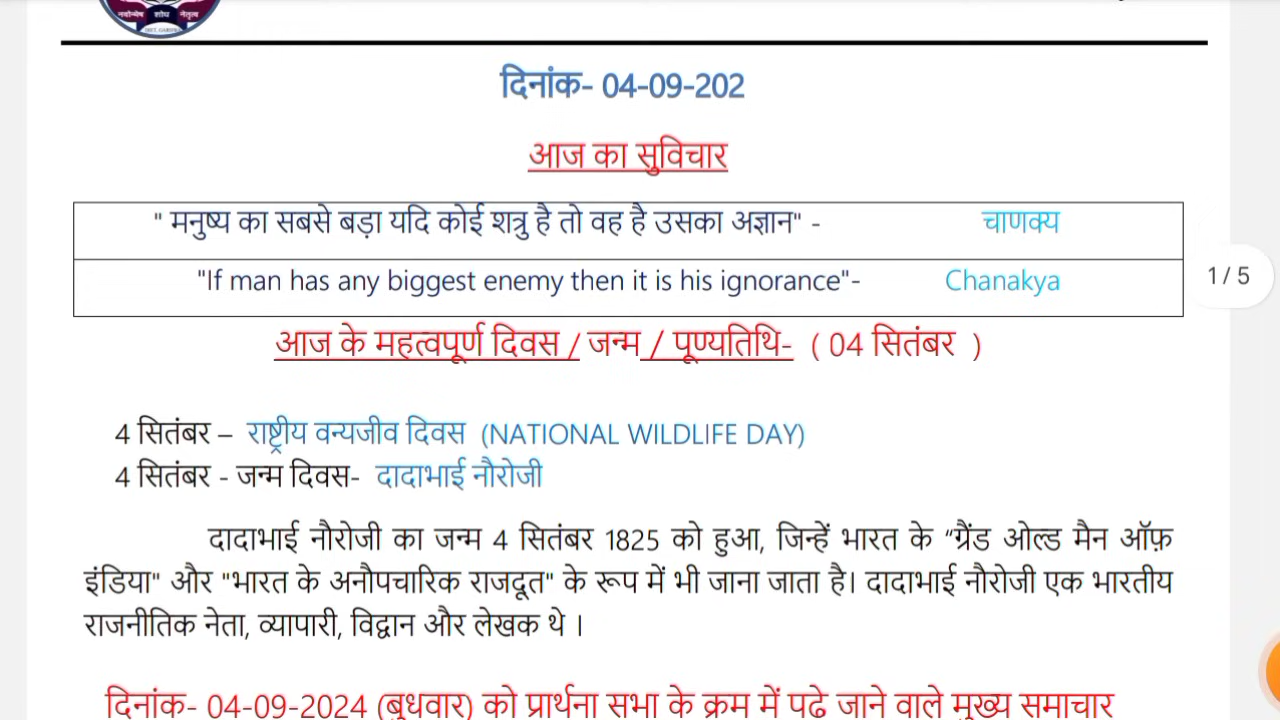 नवोन्मेष शोध नेतृत्व
दिनांक- 04-09-202
आज का सुविचार
" मनुष्य का सबसे बड़ा यदि कोई शत्रु है तो वह है उसका अज्ञान" - चाणक्य
"If man has any biggest enemy then it is his ignorance"- Chanakya
1 / 5
आज के महत्वपूर्ण दिवस / जन्म / पूण्यतिथि- ( 04 सितंबर )
4 सितंबर – राष्ट्रीय वन्यजीव दिवस (NATIONAL WILDLIFE DAY)
4 सितंबर - जन्म दिवस- दादाभाई नौरोजी
दादाभाई नौरोजी का जन्म 4 सितंबर 1825 को हुआ, जिन्हें भारत के “ग्रैंड ओल्ड मैन ऑफ़
इंडिया" और "भारत के अनौपचारिक राजदूत" के रूप में भी जाना जाता है। दादाभाई नौरोजी एक भारतीय
राजनीतिक नेता, व्यापारी, विद्वान और लेखक थे ।
दिनांक- 04-09-2024 (बुधवार) को प्रार्थना सभा के क्रम में पढे जाने वाले मुख्य समाचार